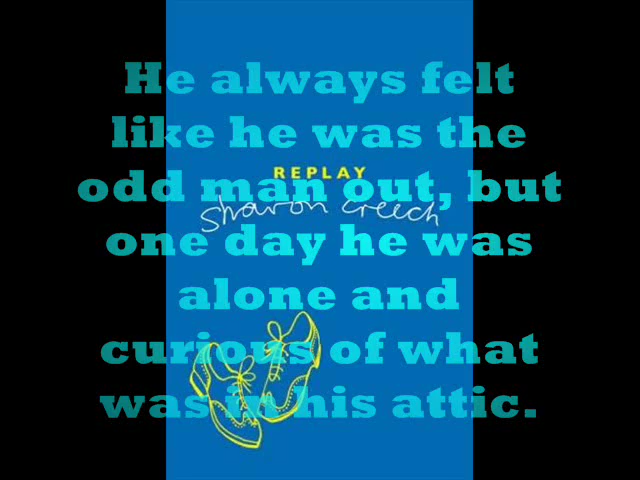 He always felt
like he was the
REPLAY
odd man out, but
sharon creech
one day he was
alone and
curious of what
was in his attic.